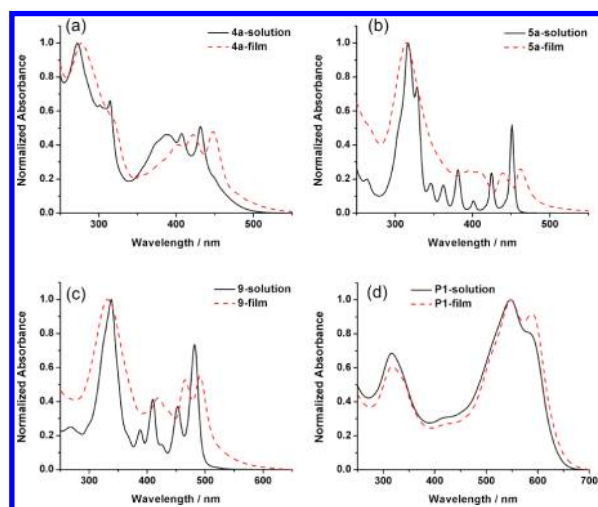 (a)
4a-solution
4a-film
Normalized Absorbance
1.0
0.8
0.6
0.4
0.2
0.0
300
400
500
Wavelength / nm
(b)
5a-solution
5a-film
Normalized Absorbance
1.0
0.8
0.6
0.4
0.2
0.0
300
400
500
Wavelength / nm
(c)
9-solution
9-film
Normalized Absorbance
1.0
0.8
0.6
0.4
0.2
0.0
300
400
500
600
Wavelength / nm
(d)
P1-solution
P1-film
Normalized Absorbance
1.0
0.8
0.6
0.4
0.2
0.0
300
400
500
600
700
Wavelength / nm